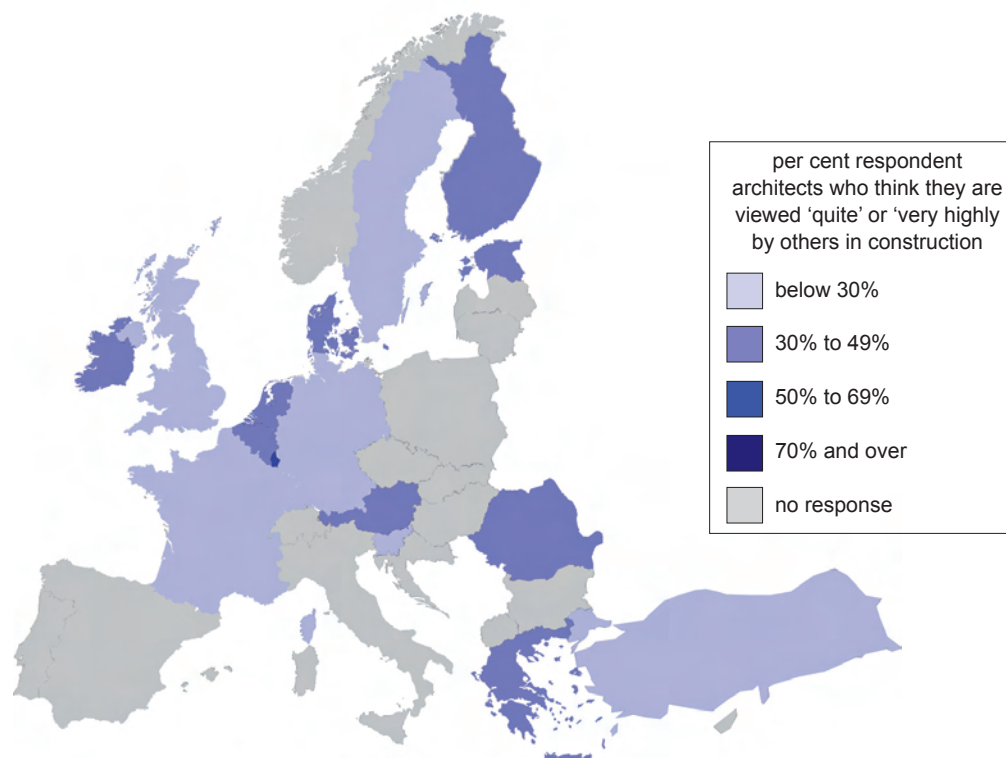 per cent respondent
architects who think they are
viewed ‘quite’ or ‘very highly
by others in construction
below 30%
30% to 49%
50% to 69%
70% and over
no response